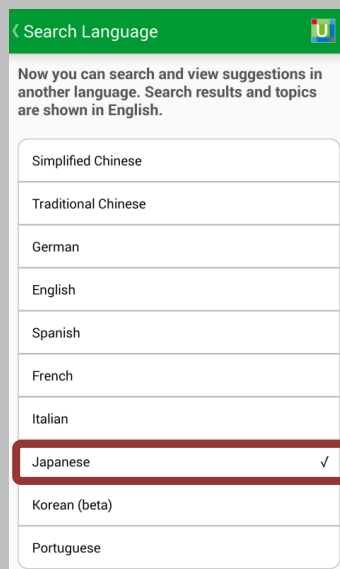 Search Language
U
Now you can search and view suggestions in
another language. Search results and topics
are shown in English.
Simplified Chinese
Traditional Chinese
German
English
Spanish
French
Italian
Japanese √
Korean (beta)
Portuguese